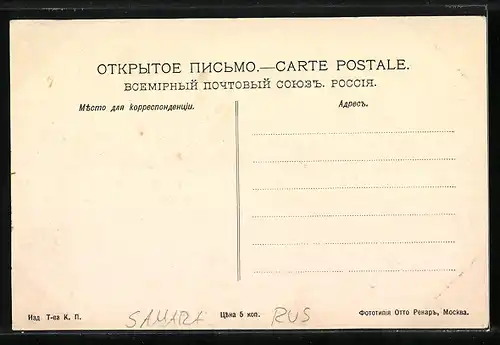 ОТКРЫТОЕ ПИСЬМО.—CARTE POSTALE.
ВСЕМІРНЫЙ ПОЧТОВЫЙ СОЮЗЪ. РОССІЯ.
Мѣсто для корреспонденціи.
Адресъ.
Изд. Т-ва К. П.
SAMARA
Цѣна 5 коп.
RUS
Фототипія Отто Ренаръ, Москва.